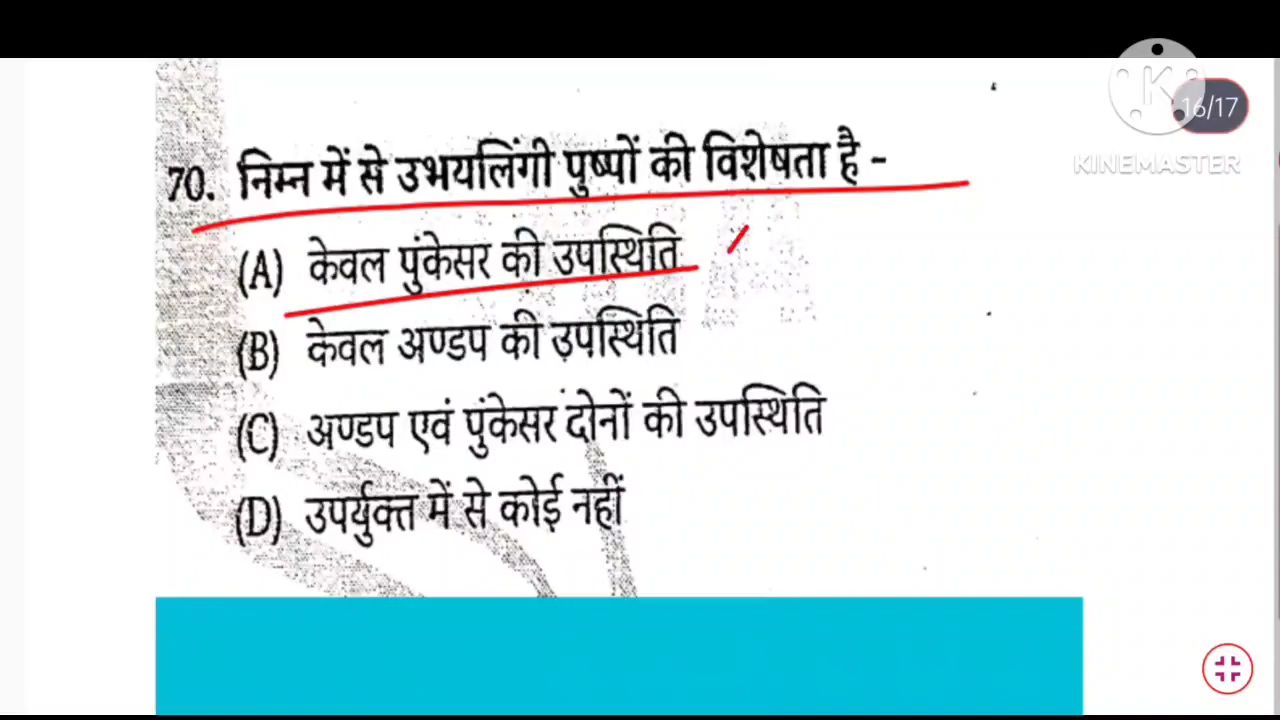 16/17
KINEMASTER
70. निम्न में से उभयलिंगी पुष्पों की विशेषता है -
(A) केवल पुंकेसर की उपस्थिति
(B) केवल अण्डप की उपस्थिति
(C) अण्डप एवं पुंकेसर दोनों की उपस्थिति
(D) उपर्युक्त में से कोई नहीं